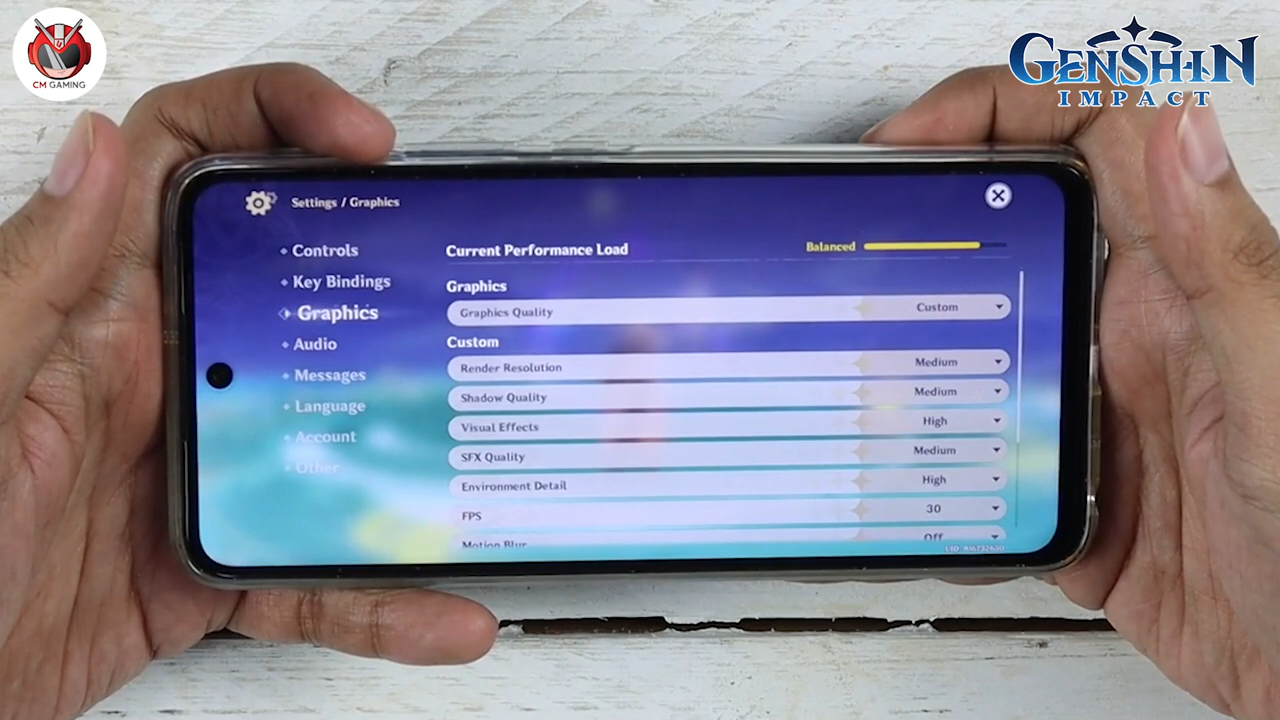 CM GAMING
GENSHIN
IMPACT
Settings / Graphics
Controls
Key Bindings
Graphics
Audio
Messages
Language
Account
Other
Current Performance Load Balanced
Graphics
Graphics Quality Custom
Custom
Render Resolution Medium
Shadow Quality Medium
Visual Effects High
SFX Quality Medium
Environment Detail High
FPS 30
Motion Blur Off